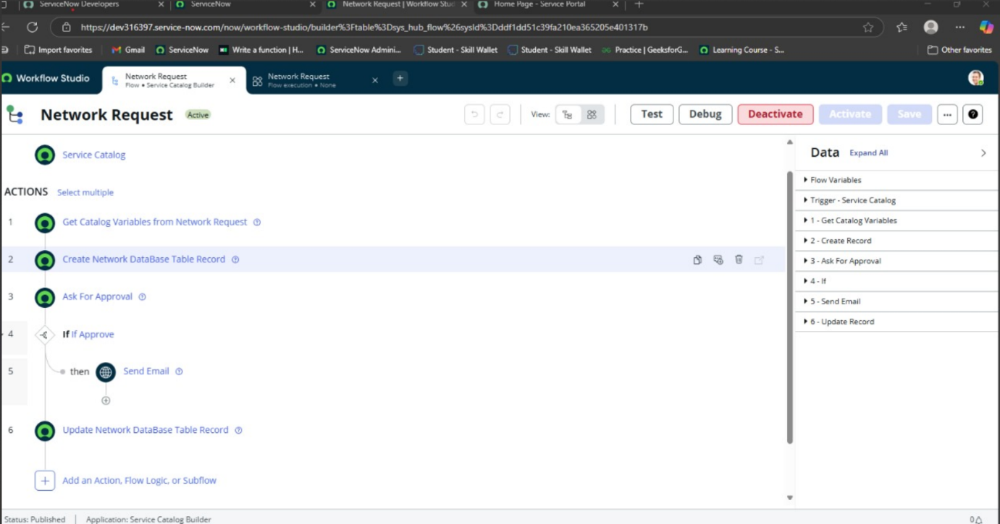 ServiceNow Developers
ServiceNow
Network Request | Workflow Stud
Home Page - Service Portal
https://dev316397.service-now.com/now/workflow-studio/builder%3Ftable%3Dsys_hub_flow%26sysId%3Dddf1dd51c39fa210ea365205e401317b
Import favorites
Gmail
ServiceNow
Write a function | H...
ServiceNow Admini...
Student - Skill Wallet
Student - Skill Wallet
Practice | GeeksforG...
Learning Course - S...
Other favorites
Workflow Studio
Network Request
Flow • Service Catalog Builder
Network Request
Flow execution • None
Network Request
Active
View:
Test
Debug
Deactivate
Activate
Save
Service Catalog
ACTIONS Select multiple
1 Get Catalog Variables from Network Request
2 Create Network DataBase Table Record
3 Ask For Approval
4 If If Approve
5 then Send Email
6 Update Network DataBase Table Record
Add an Action, Flow Logic, or Subflow
Data Expand All
Flow Variables
Trigger - Service Catalog
1 - Get Catalog Variables
2 - Create Record
3 - Ask For Approval
4 - If
5 - Send Email
6 - Update Record
Status: Published | Application: Service Catalog Builder
0